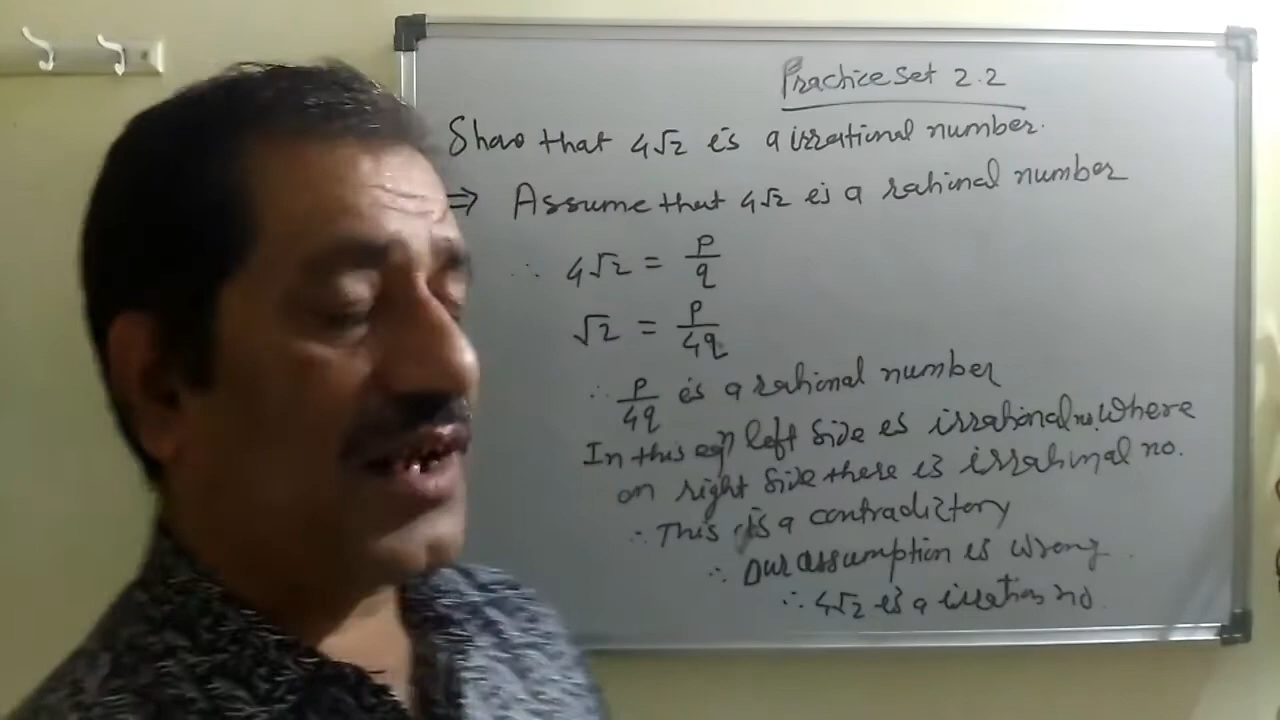 Practice Set 2.2
Show that 4√2 is a irrational number.
⇒ Assume that 4√2 is a rational number
∴ 4√2 = p/q
√2 = p/4q
∴ p/4q is a rational number
In this eqn left side is irrational no. where
on right side there is irrational no.
∴ This is a contradictory
∴ Our assumption is wrong
∴ 4√2 is a irration no.